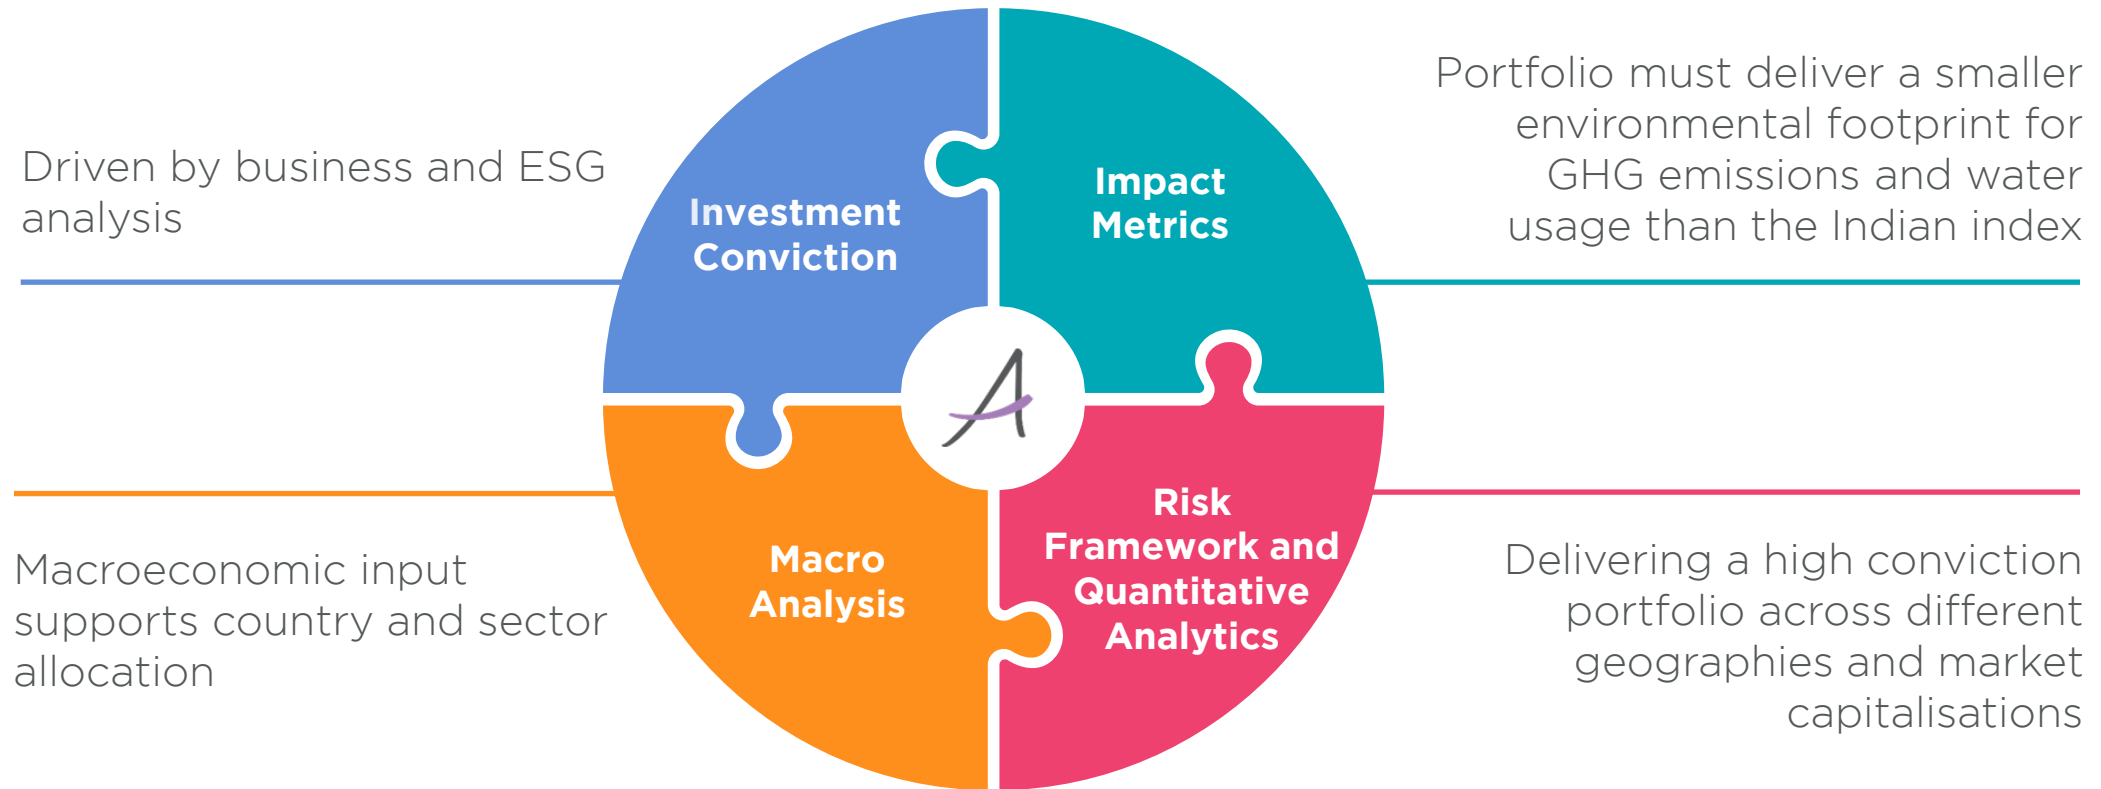 Driven by business and ESG
analysis
Investment
Conviction
Impact
Metrics
Portfolio must deliver a smaller
environmental footprint for
GHG emissions and water
usage than the Indian index
Macroeconomic input
supports country and sector
allocation
Macro
Analysis
Risk
Framework and
Quantitative
Analytics
Delivering a high conviction
portfolio across different
geographies and market
capitalisations
A